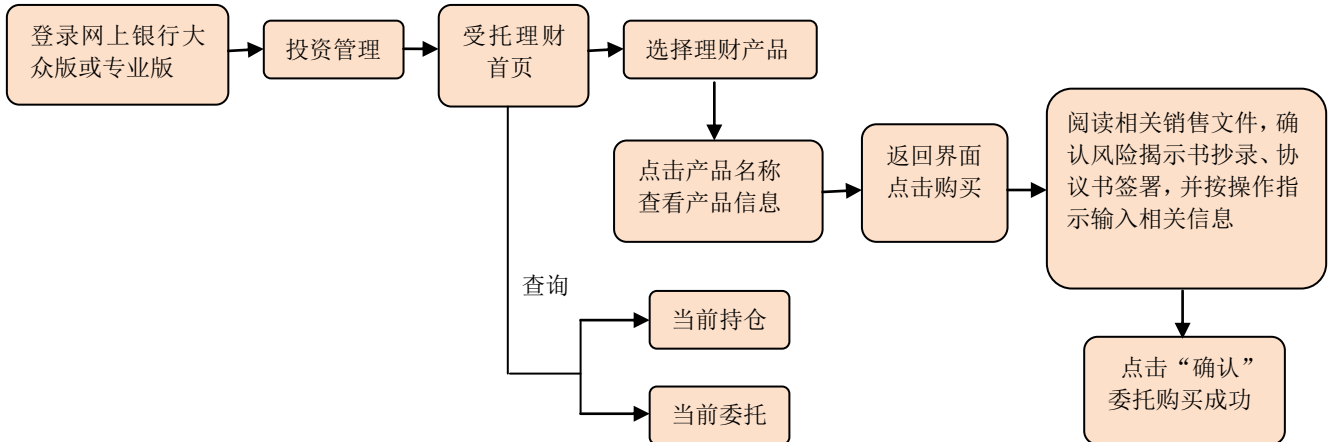 登录网上银行大
众版或专业版
投资管理
受托理财
首页
选择理财产品
点击产品名称
查看产品信息
返回界面
点击购买
阅读相关销售文件，确
认风险揭示书抄录、协
议书签署，并按操作指
示输入相关信息
查询
当前持仓
当前委托
点击“确认”
委托购买成功